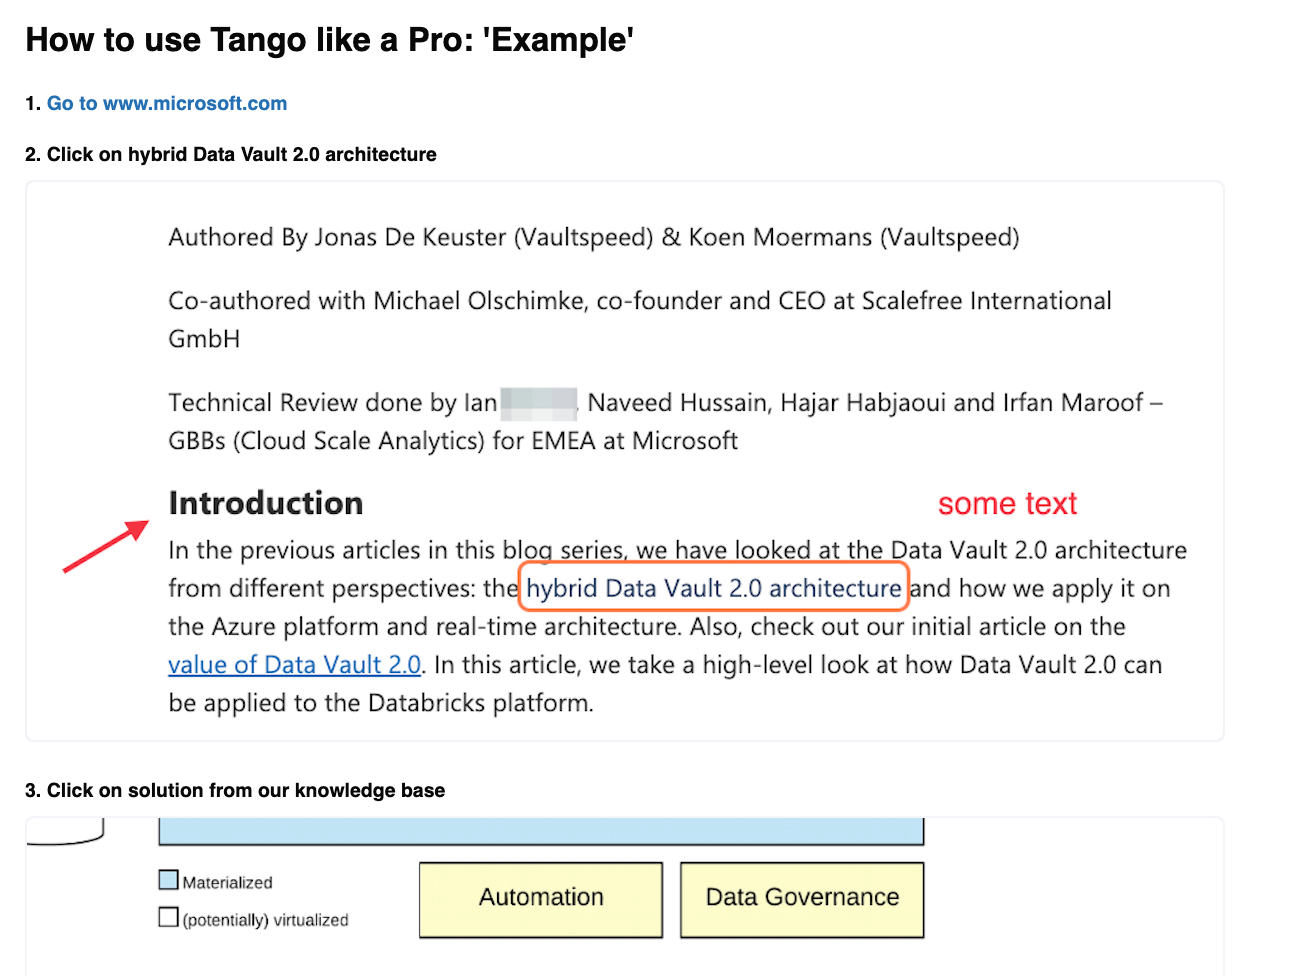 How to use Tango like a Pro: 'Example'
1. Go to www.microsoft.com
2. Click on hybrid Data Vault 2.0 architecture
Authored By Jonas De Keuster (Vaultspeed) & Koen Moermans (Vaultspeed)
Co-authored with Michael Olschimke, co-founder and CEO at Scalefree International
GmbH
Technical Review done by Ian , Naveed Hussain, Hajar Habjaoui and Irfan Maroof –
GBBs (Cloud Scale Analytics) for EMEA at Microsoft
Introduction
some text
In the previous articles in this blog series, we have looked at the Data Vault 2.0 architecture
from different perspectives: the hybrid Data Vault 2.0 architecture and how we apply it on
the Azure platform and real-time architecture. Also, check out our initial article on the
value of Data Vault 2.0. In this article, we take a high-level look at how Data Vault 2.0 can
be applied to the Databricks platform.
3. Click on solution from our knowledge base
Materialized
(potentially) virtualized
Automation
Data Governance